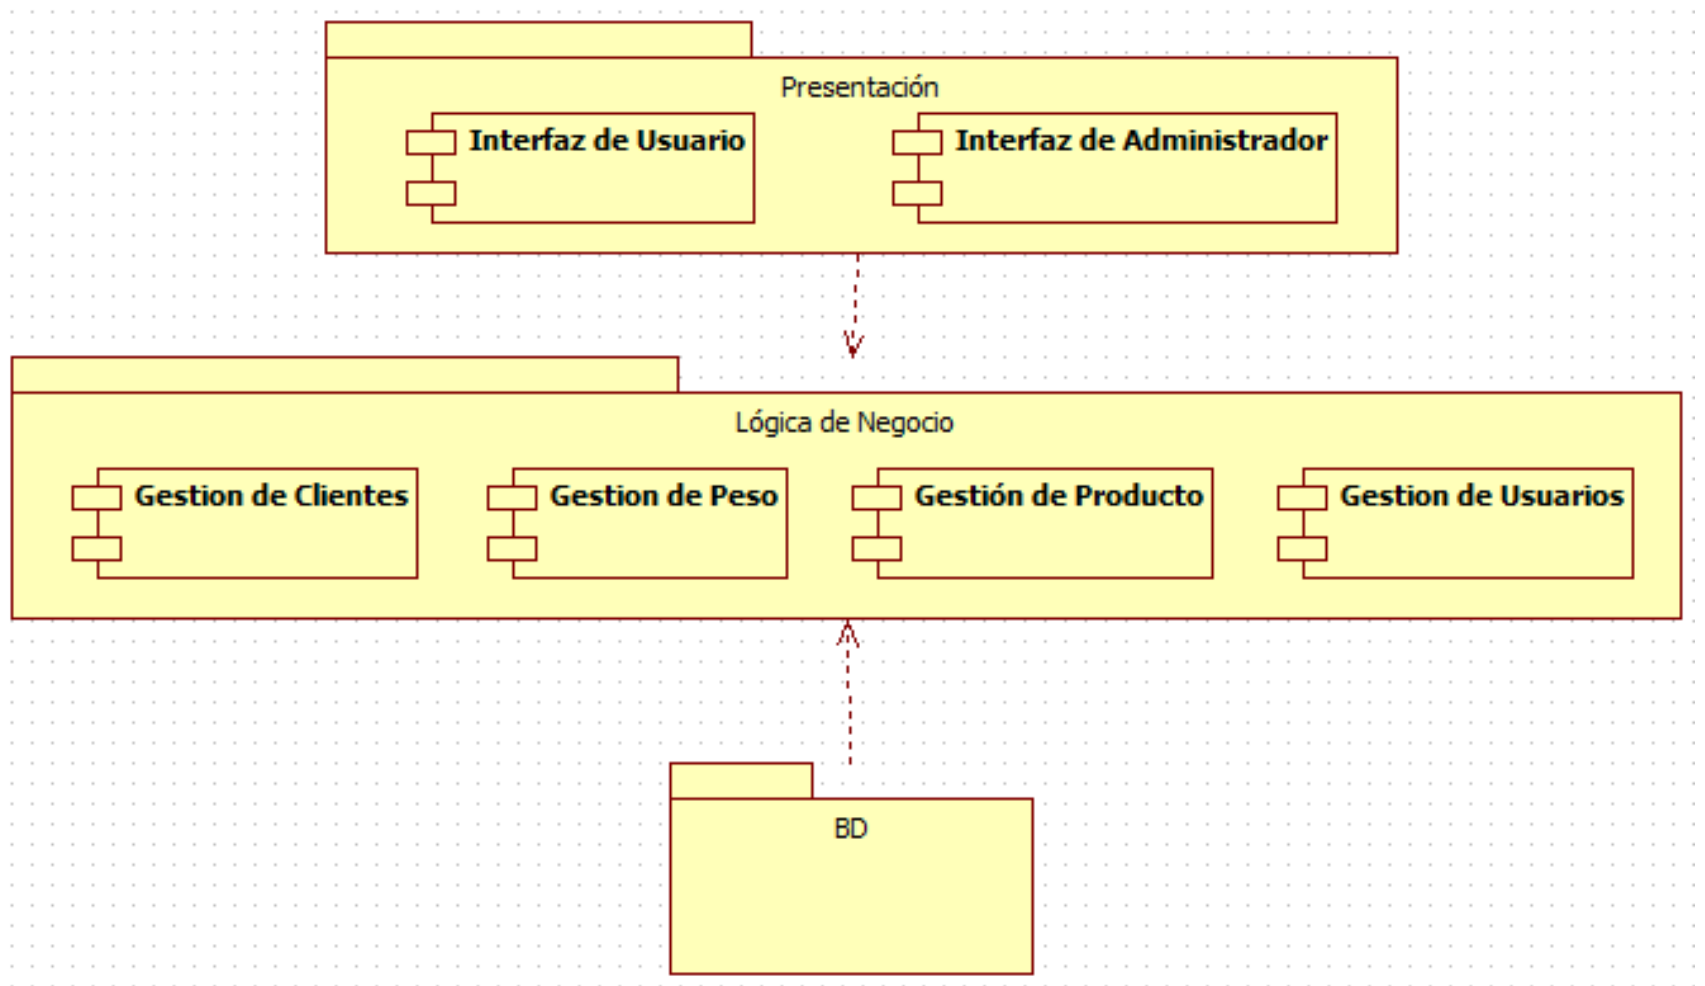 Presentación
Interfaz de Usuario
Interfaz de Administrador
Lógica de Negocio
Gestion de Clientes
Gestion de Peso
Gestión de Producto
Gestion de Usuarios
BD